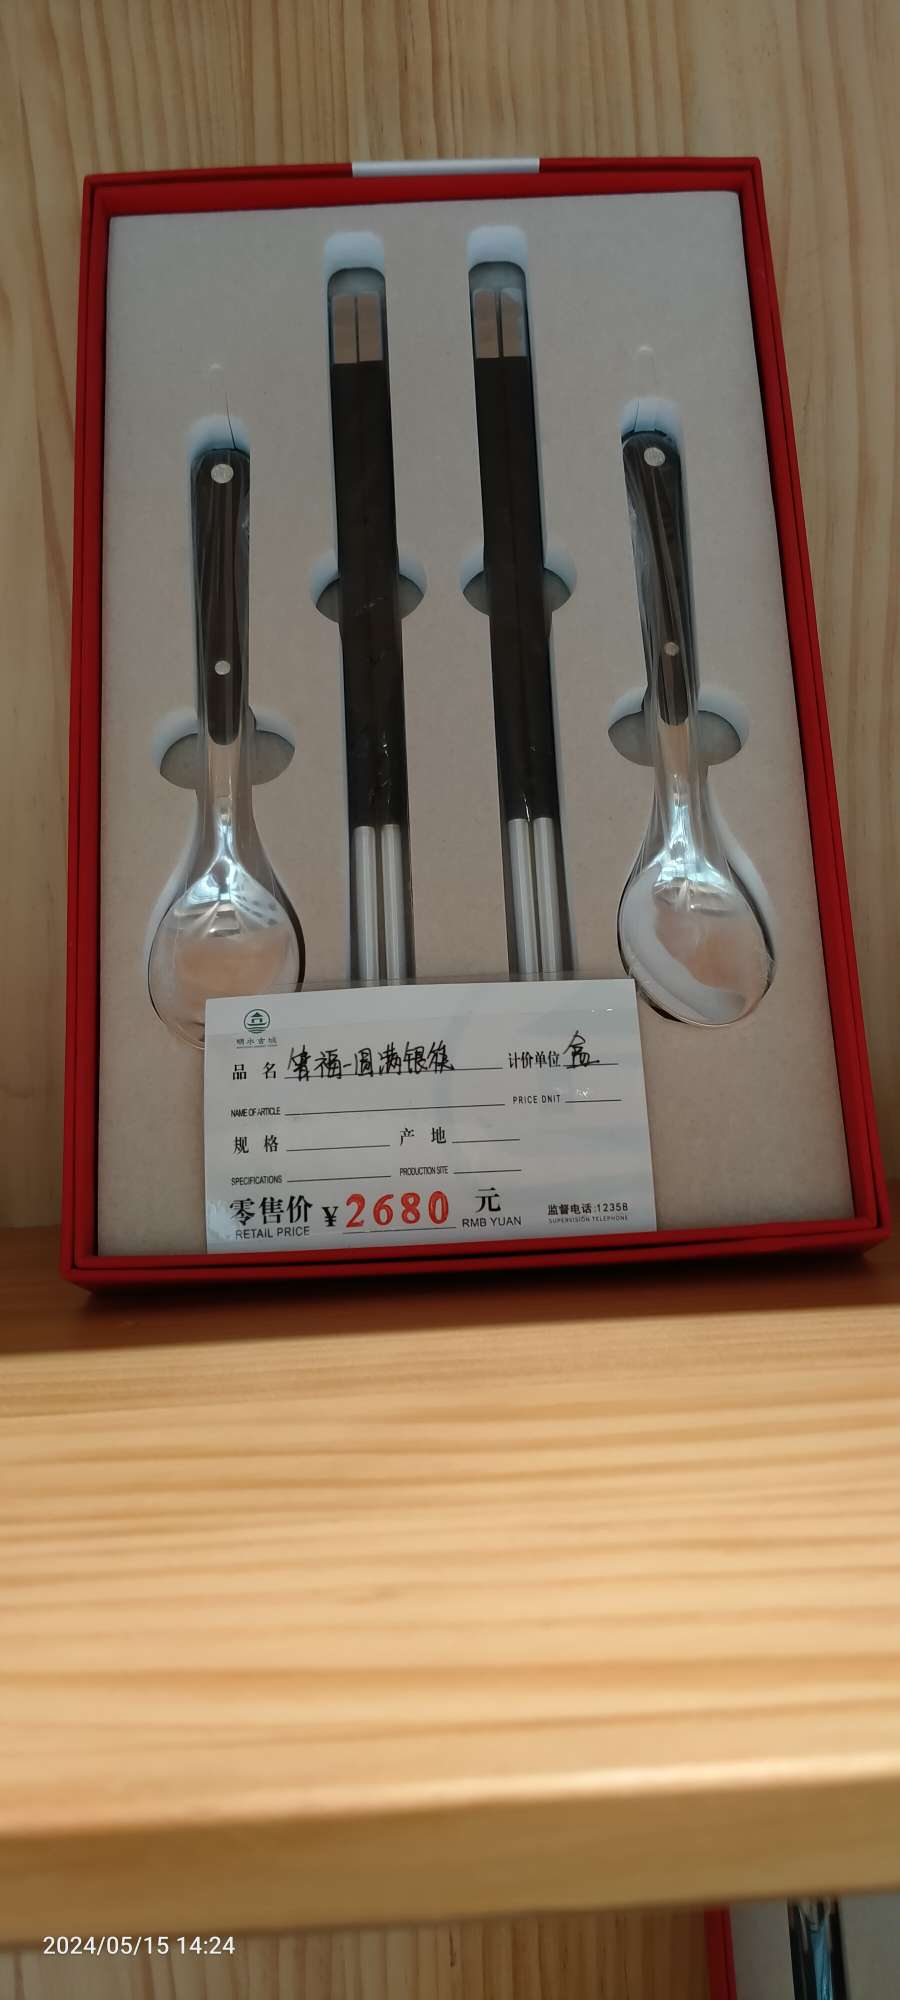 明水古城
品 名 箸福-圆满银筷 计价单位 盒
NAME OF ARTICLE PRICE DNIT
规 格 产 地
SPECIFICATIONS PRODUCTION SITE
零售价 ¥2680 元 监督电话:12358
RETAIL PRICE RMB YUAN SUPERVISION TELEPHONE
2024/05/15 14:24